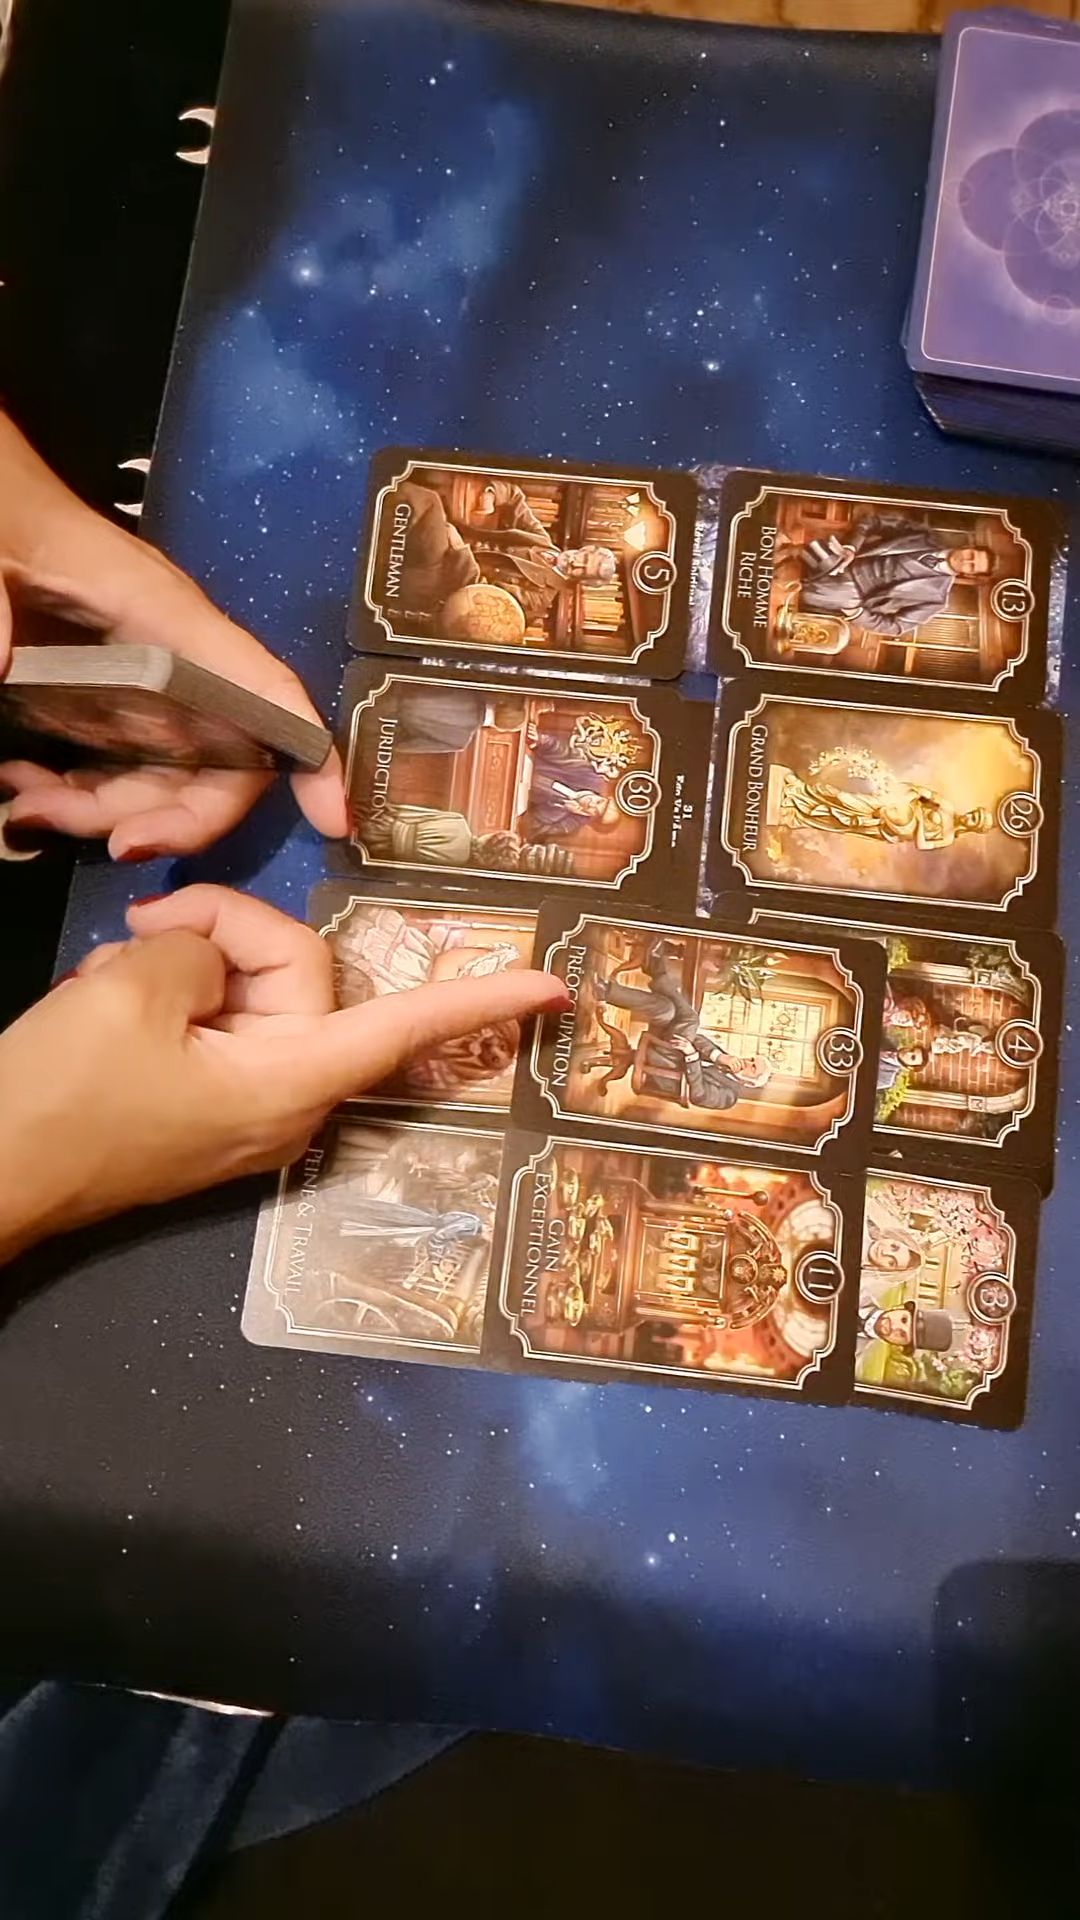 5
GENTLEMAN
13
BON HOMME
RICHE
30
JURIDICTION
31
26
GRAND BONHEUR
33
PRÉOCCUPATION
4
PEINE & TRAVAIL
11
GAIN
EXCEPTIONNEL
3